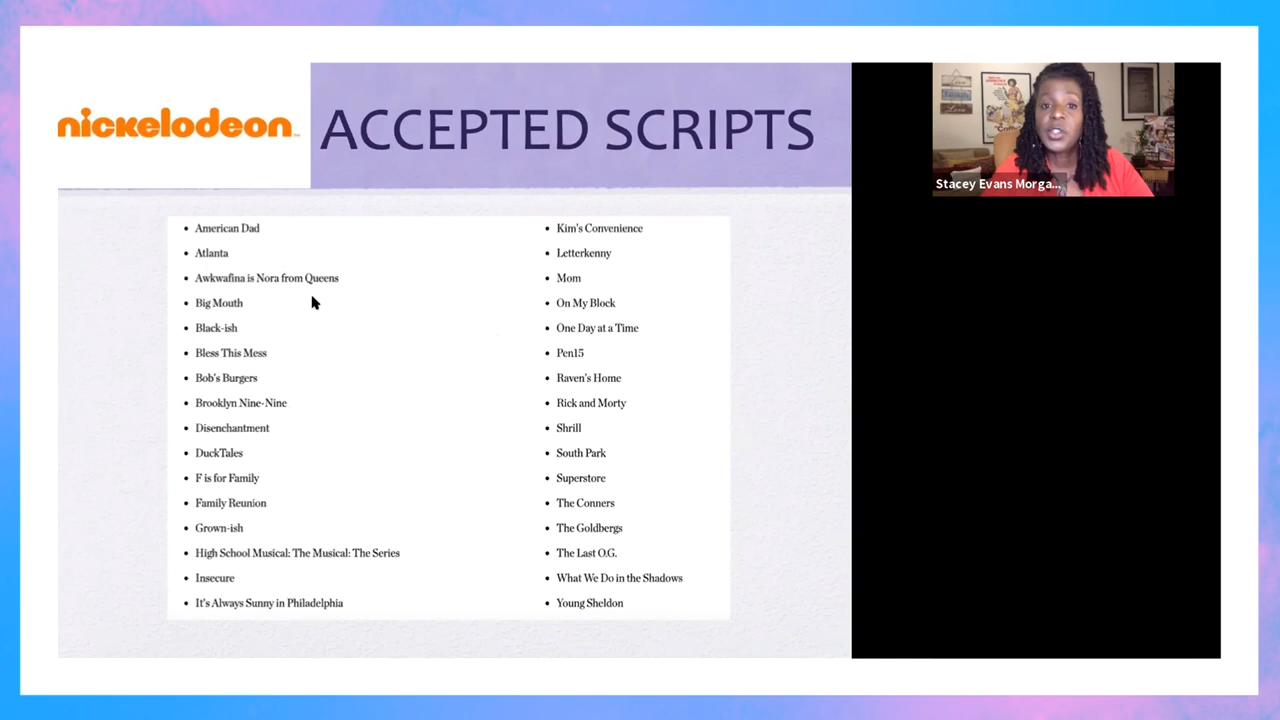 nickelodeon
ACCEPTED SCRIPTS
• American Dad
• Atlanta
• Awkwafina is Nora from Queens
• Big Mouth
• Black-ish
• Bless This Mess
• Bob's Burgers
• Brooklyn Nine-Nine
• Disenchantment
• DuckTales
• F is for Family
• Family Reunion
• Grown-ish
• High School Musical: The Musical: The Series
• Insecure
• It's Always Sunny in Philadelphia
• Kim's Convenience
• Letterkenny
• Mom
• On My Block
• One Day at a Time
• Pen15
• Raven's Home
• Rick and Morty
• Shrill
• South Park
• Superstore
• The Conners
• The Goldbergs
• The Last O.G.
• What We Do in the Shadows
• Young Sheldon
Stacey Evans Morga...